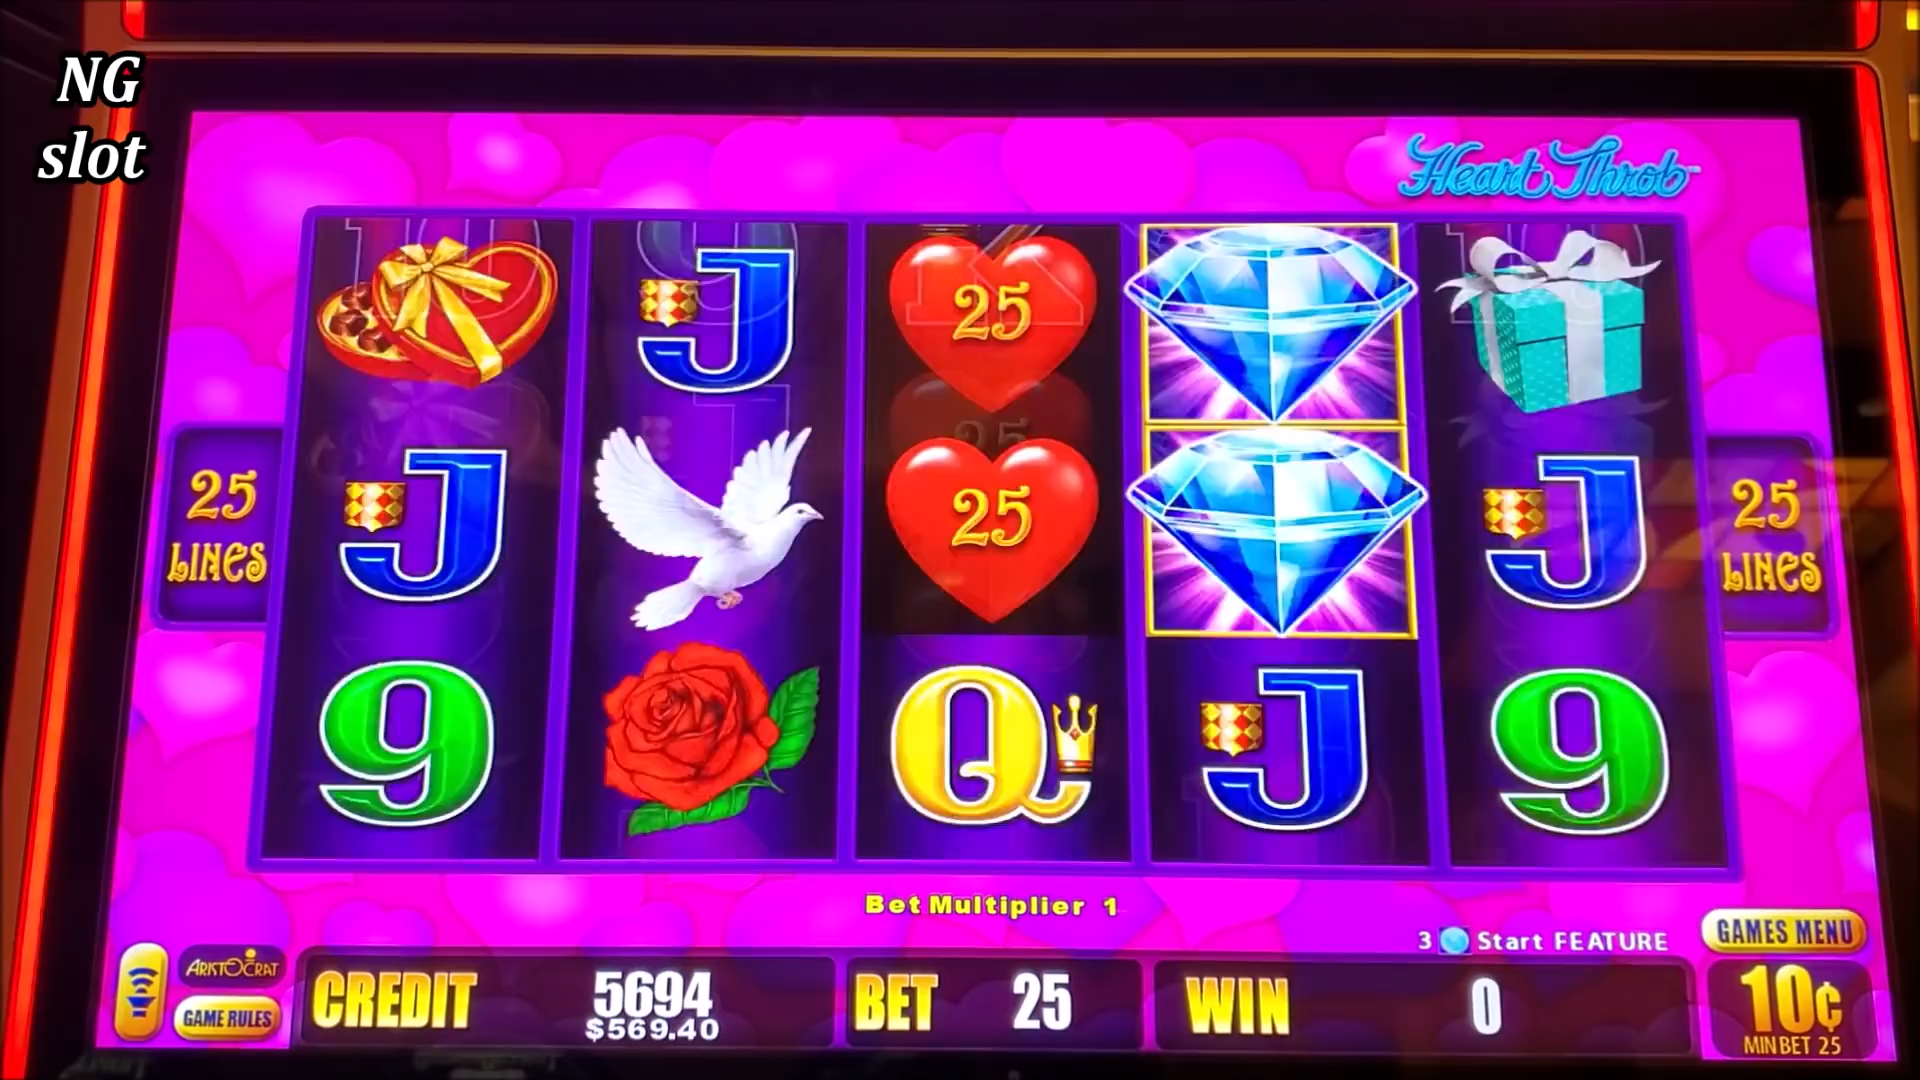 NG
slot
Heart Throb
J
25
25
25
LINES
J
25
J
25
LINES
9
Q
J
9
Bet Multiplier 1
3 Start FEATURE
GAMES MENU
ARISTOCRAT
GAME RULES
CREDIT 5694
$569.40
BET 25
WIN 0
10¢
MIN BET 25